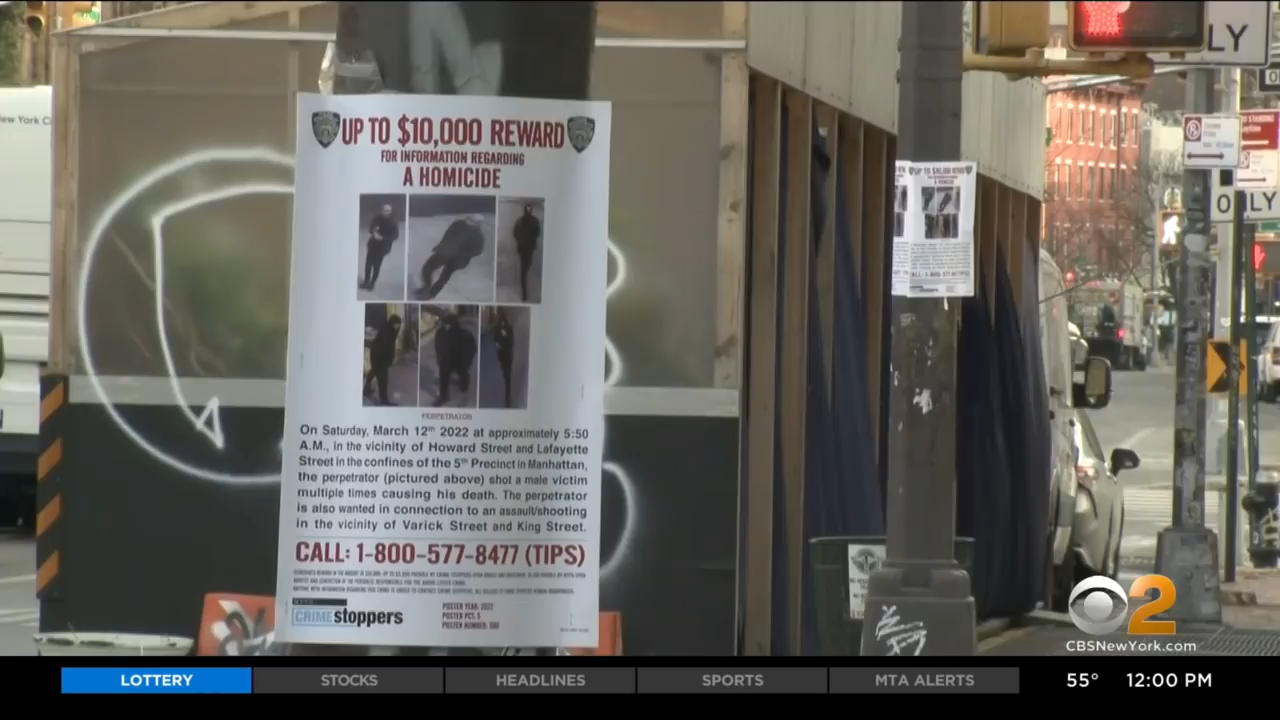 UP TO $10,000 REWARD
FOR INFORMATION REGARDING
A HOMICIDE
PERPETRATOR
On Saturday, March 12th 2022 at approximately 5:50
A.M., in the vicinity of Howard Street and Lafayette
Street in the confines of the 5th Precinct in Manhattan,
the perpetrator (pictured above) shot a male victim
multiple times causing his death. The perpetrator
is also wanted in connection to an assault/shooting
in the vicinity of Varick Street and King Street.
CALL: 1-800-577-8477 (TIPS)
CRIMEstoppers
POSTER YEAR: 2022
POSTER PCT: 5
A HOMICIDE
LY
ONLY
2
CBSNewYork.com
LOTTERY
STOCKS
HEADLINES
SPORTS
MTA ALERTS
55°
12:00 PM